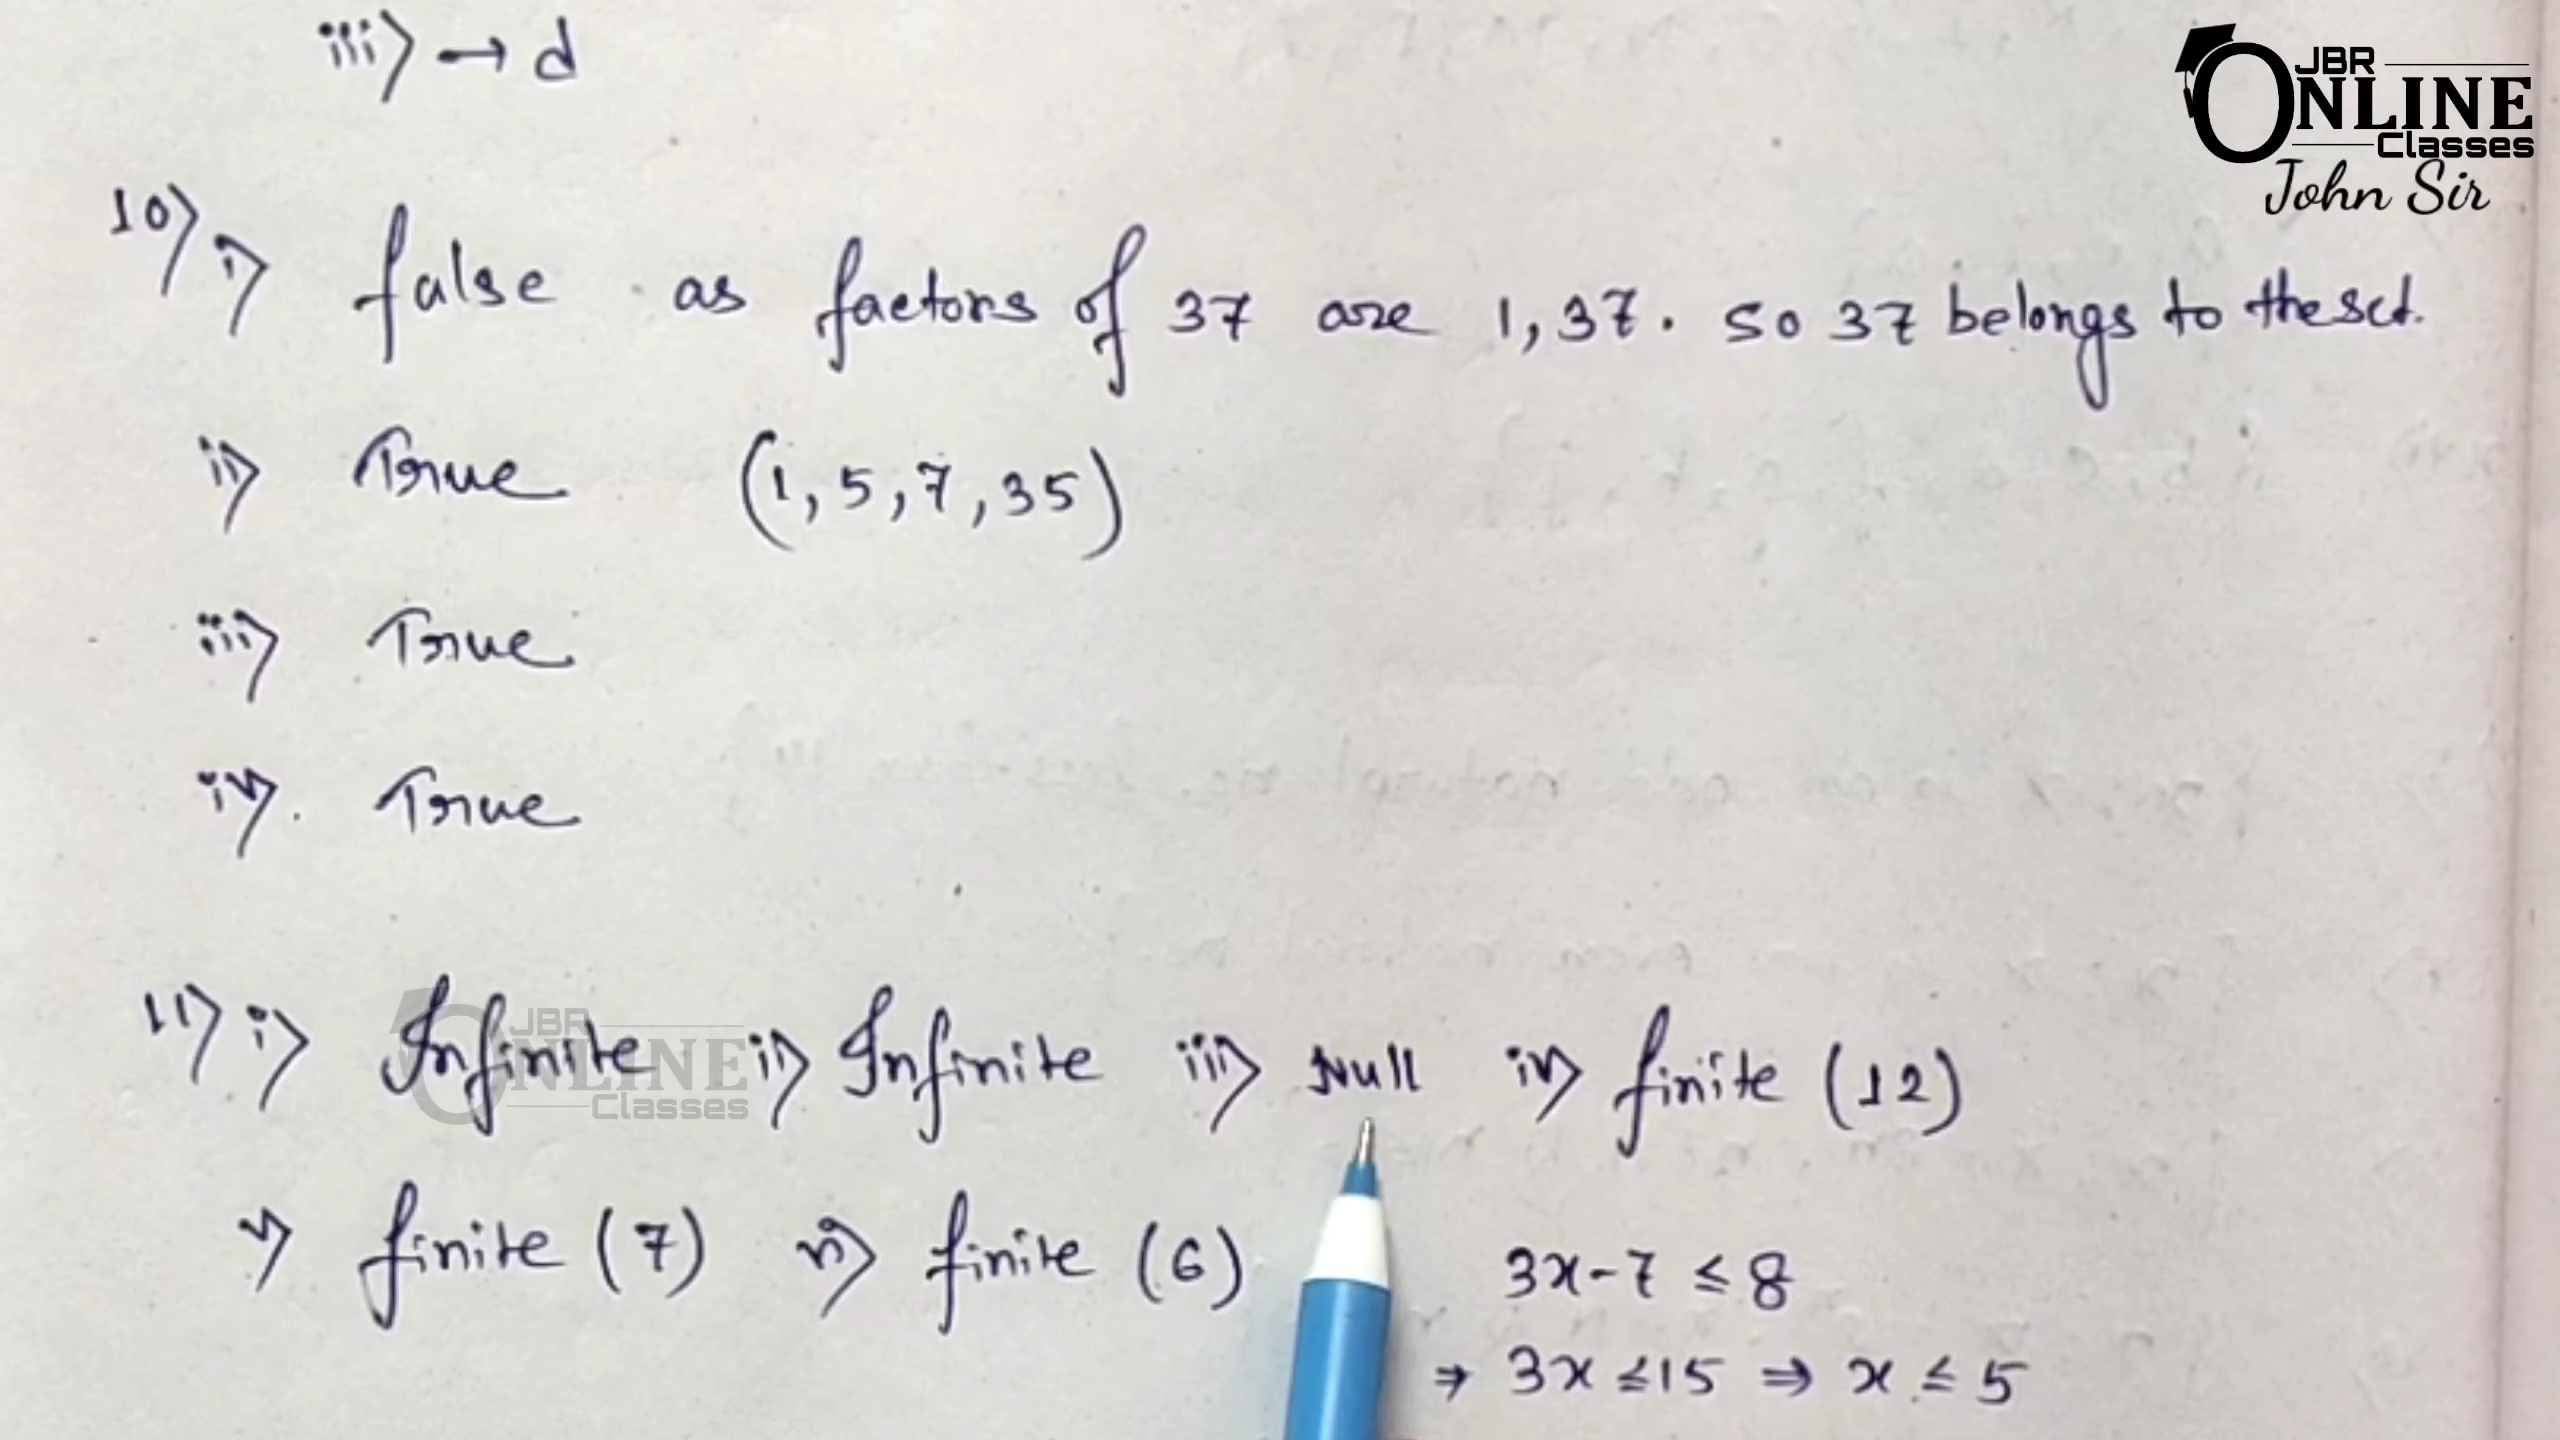 iii) → d
JBR
ONLINE
Classes
John Sir
10) i) false as factors of 37 are 1, 37. So 37 belongs to the set.
ii) True (1, 5, 7, 35)
iii) True
iv). True
11) i) Infinite ii) Infinite iii) Null iv) finite (12)
JBR
ONLINE
Classes
v) finite (7) vi) finite (6) 3x - 7 ≤ 8
⇒ 3x ≤ 15 ⇒ x ≤ 5